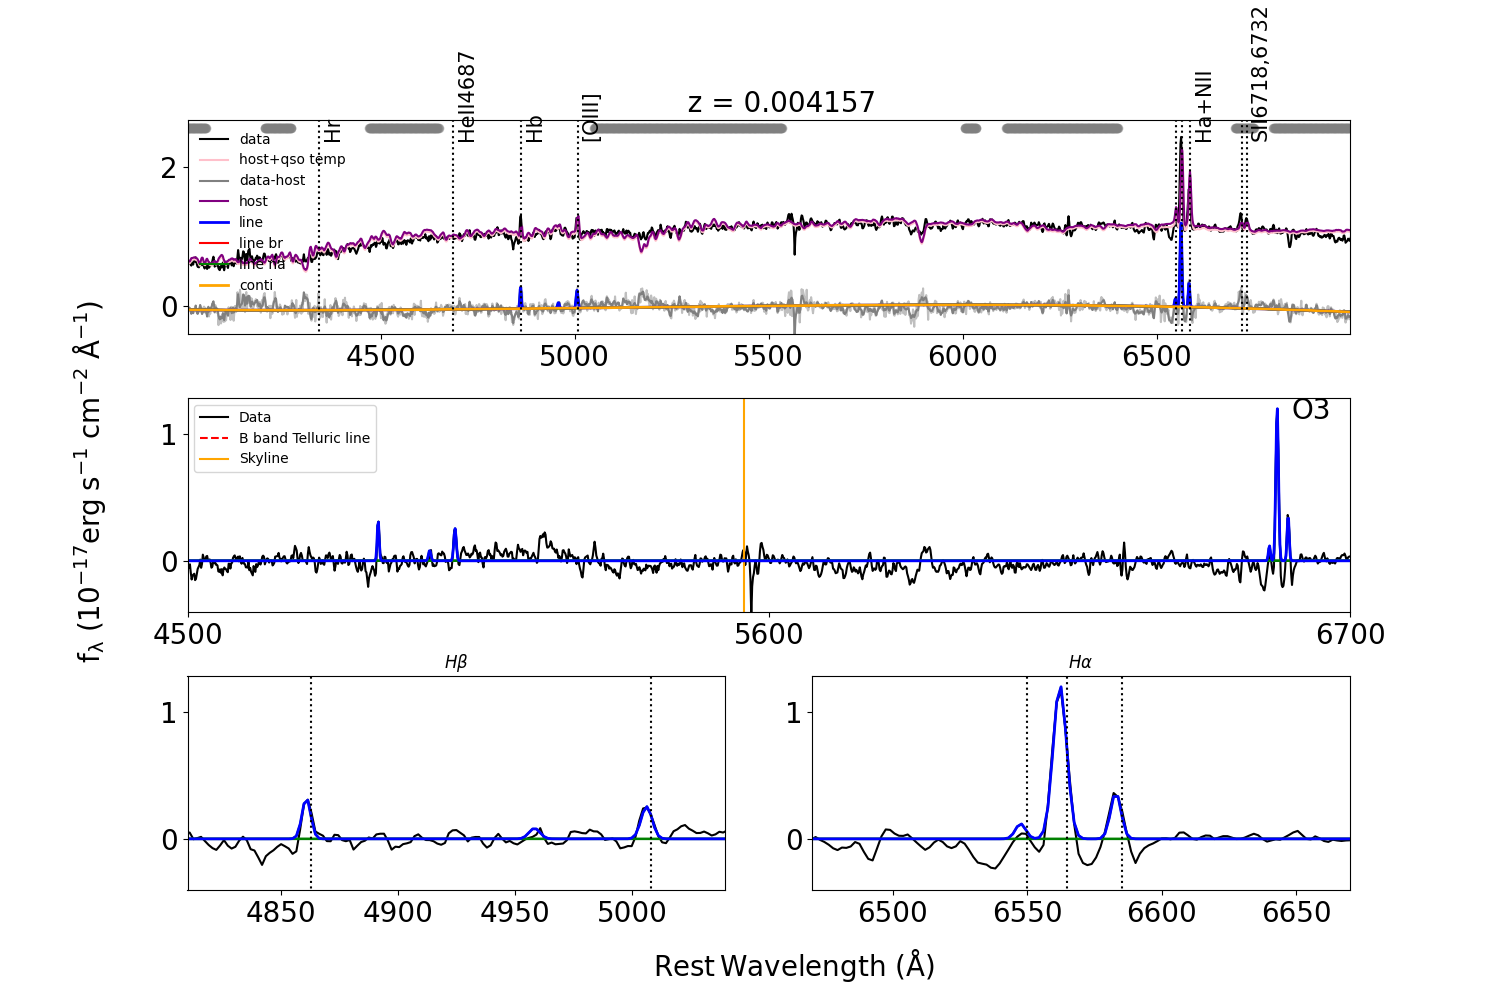 z = 0.004157
Hr
HeII4687
Hb
[OIII]
Ha+NII
SII6718,6732
data
host+qso temp
data-host
host
line
line br
line na
conti
2
0
4500 5000 5500 6000 6500
Data
B band Telluric line
Skyline
O3
1
0
4500 5600 6700
fλ (10⁻¹⁷erg s⁻¹ cm⁻² Å⁻¹)
Hβ
1
0
4850 4900 4950 5000
Hα
1
0
6500 6550 6600 6650
Rest Wavelength (Å)